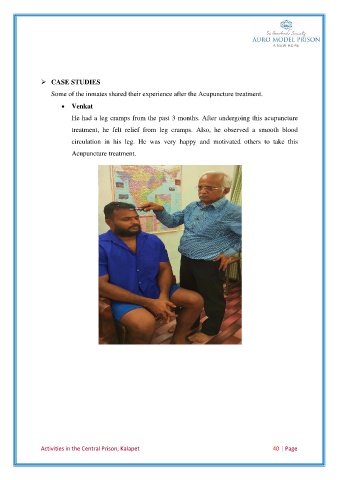 Sri Aurobindo Society
AURO MODEL PRISON
A NEW HOPE
➢ CASE STUDIES
Some of the inmates shared their experience after the Acupuncture treatment.
• Venkat
He had a leg cramps from the past 3 months. After undergoing this acupuncture
treatment, he felt relief from leg cramps. Also, he observed a smooth blood
circulation in his leg. He was very happy and motivated others to take this
Acupuncture treatment.
Activities in the Central Prison, Kalapet 40 | Page